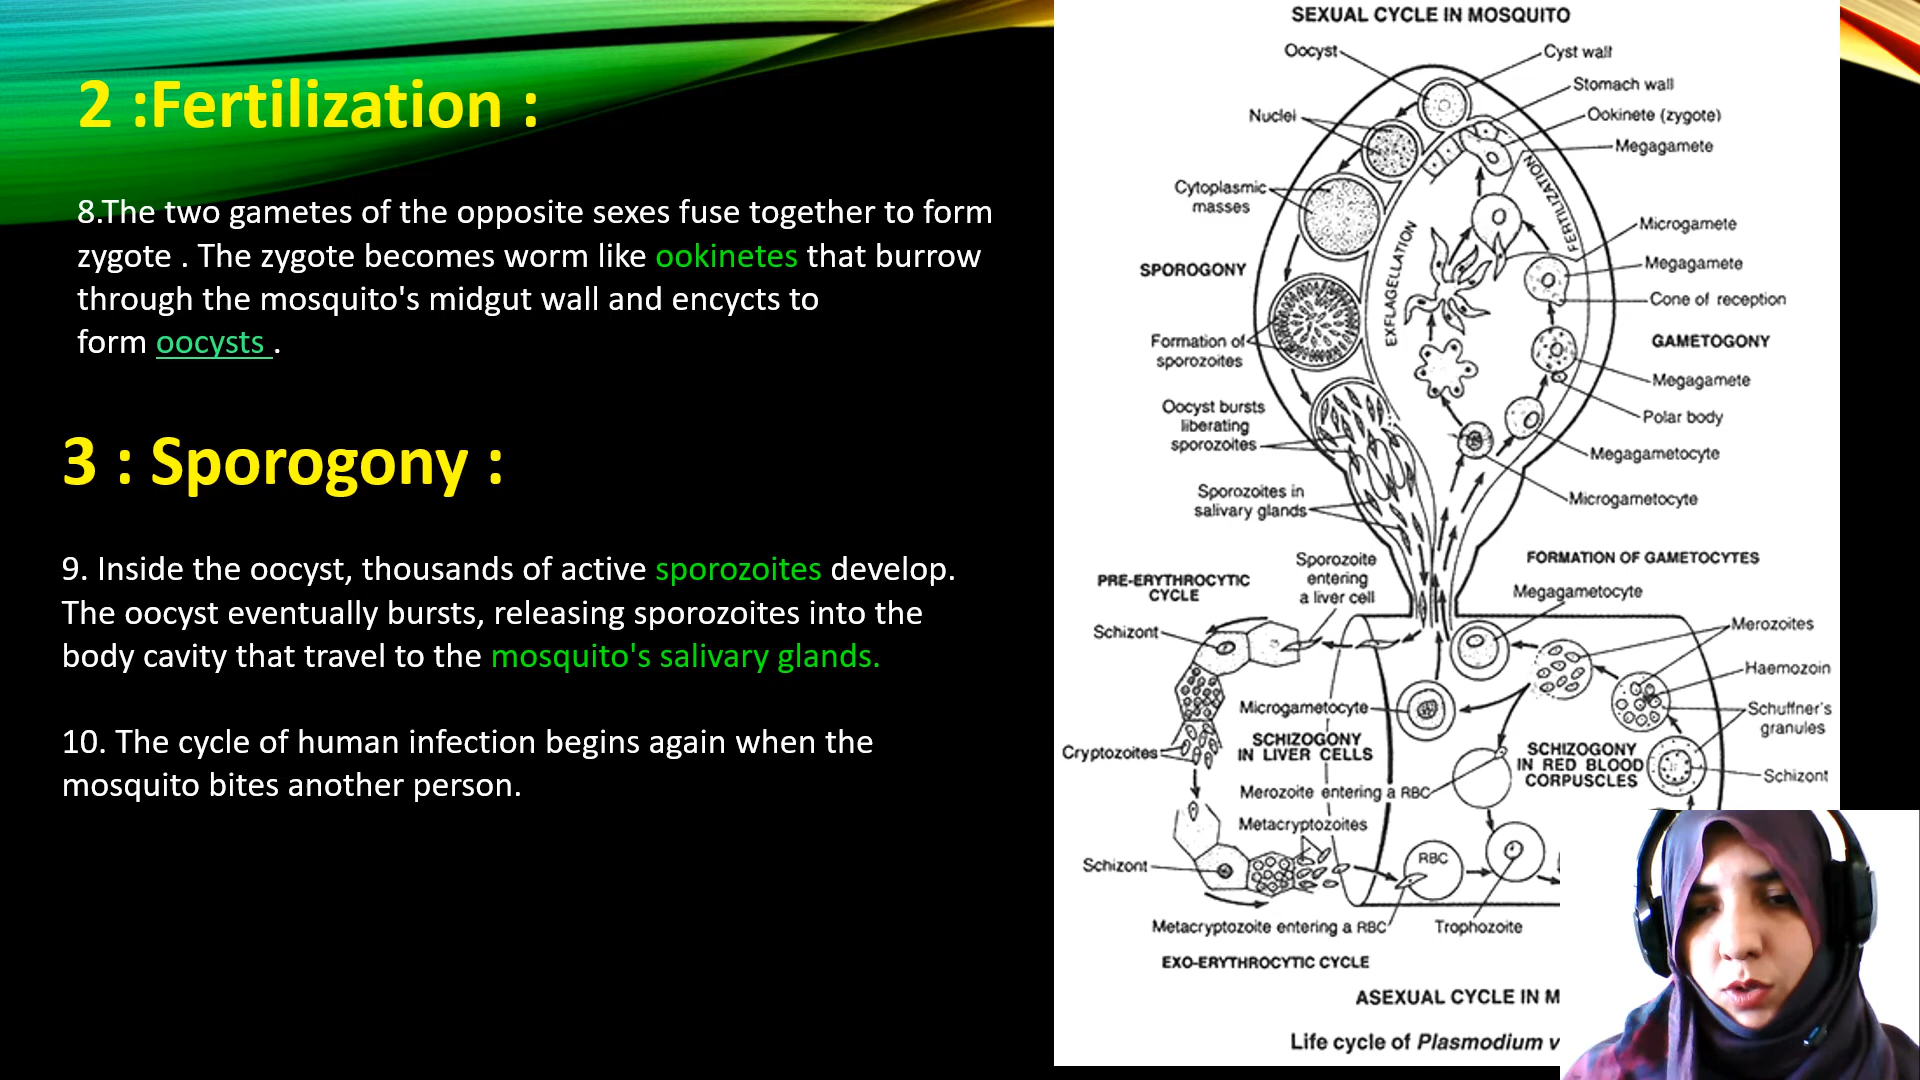 2 :Fertilization :
8.The two gametes of the opposite sexes fuse together to form
zygote . The zygote becomes worm like ookinetes that burrow
through the mosquito's midgut wall and encycts to
form oocysts .
3 : Sporogony :
9. Inside the oocyst, thousands of active sporozoites develop.
The oocyst eventually bursts, releasing sporozoites into the
body cavity that travel to the mosquito's salivary glands.
10. The cycle of human infection begins again when the
mosquito bites another person.
SEXUAL CYCLE IN MOSQUITO
Oocyst
Cyst wall
Stomach wall
Nuclei
Ookinete (zygote)
Megagamete
Cytoplasmic
masses
FERTILIZATION
Microgamete
EXFLAGELLATION
SPOROGONY
Megagamete
Cone of reception
Formation of
sporozoites
GAMETOGONY
Megagamete
Oocyst bursts
liberating
sporozoites
Polar body
Megagametocyte
Sporozoites in
salivary glands
Microgametocyte
Sporozoite
entering
a liver cell
FORMATION OF GAMETOCYTES
PRE-ERYTHROCYTIC
CYCLE
Megagametocyte
Schizont
Merozoites
Haemozoin
Microgametocyte
Schuffner's
granules
SCHIZOGONY
IN LIVER CELLS
SCHIZOGONY
IN RED BLOOD
CORPUSCLES
Cryptozoites
Schizont
Merozoite entering a RBC
Metacryptozoites
Schizont
RBC
Metacryptozoite entering a RBC
Trophozoite
EXO-ERYTHROCYTIC CYCLE
ASEXUAL CYCLE IN M
Life cycle of Plasmodium v